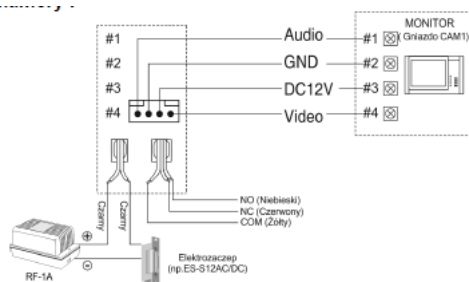 MONITOR
#1 Audio #1 (Gniazdo CAM1)
#2 GND #2
#3 DC12V #3
#4 Video #4
Czarny
Czarny
NO (Niebieski)
NC (Czerwony)
COM (Żółty)
Elektrozaczep
(np.ES-S12AC/DC)
RF-1A